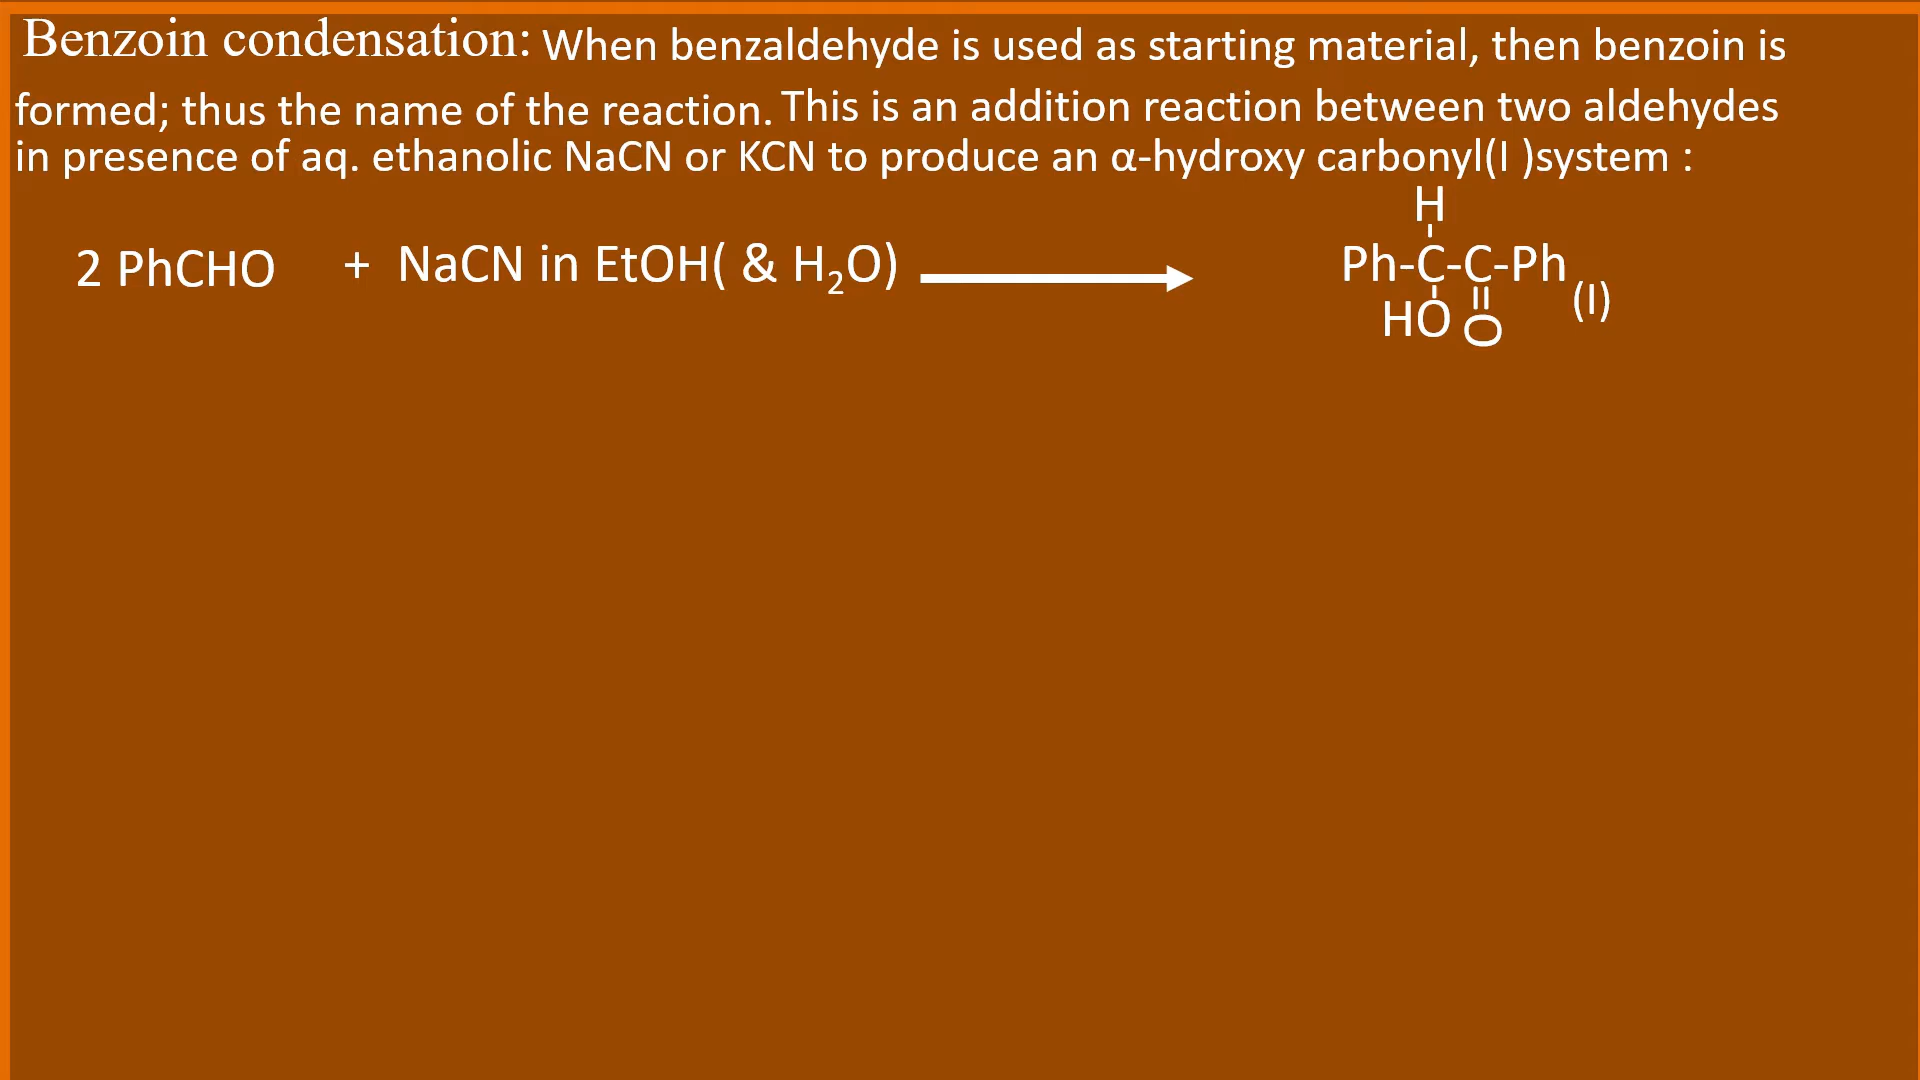 Benzoin condensation: When benzaldehyde is used as starting material, then benzoin is
formed; thus the name of the reaction. This is an addition reaction between two aldehydes
in presence of aq. ethanolic NaCN or KCN to produce an α-hydroxy carbonyl(I )system :
H
2 PhCHO + NaCN in EtOH( & H₂O) Ph-C-C-Ph
(I)
HO O